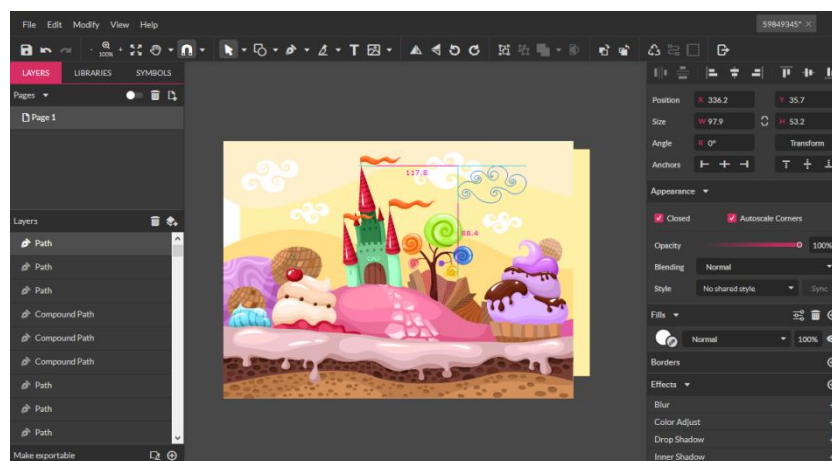 File Edit Modify View Help
59849345* ×
100%
LAYERS LIBRARIES SYMBOLS
Pages
Page 1
Layers
Path
Path
Path
Compound Path
Compound Path
Compound Path
Path
Path
Path
Make exportable
117.8
88.4
Position X 336.2 Y 35.7
Size W 97.9 H 53.2
Angle R 0° Transform
Anchors
Appearance
Closed Autoscale Corners
Opacity 100%
Blending Normal
Style No shared style Sync
Fills
Normal 100%
Borders
Effects
Blur
Color Adjust
Drop Shadow
Inner Shadow